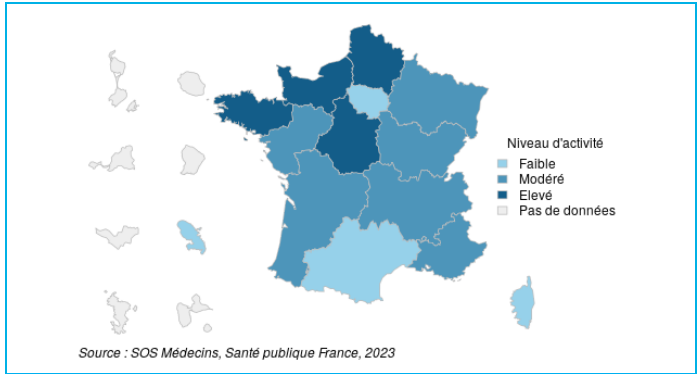 Niveau d'activité
Faible
Modéré
Elevé
Pas de données
Source : SOS Médecins, Santé publique France, 2023